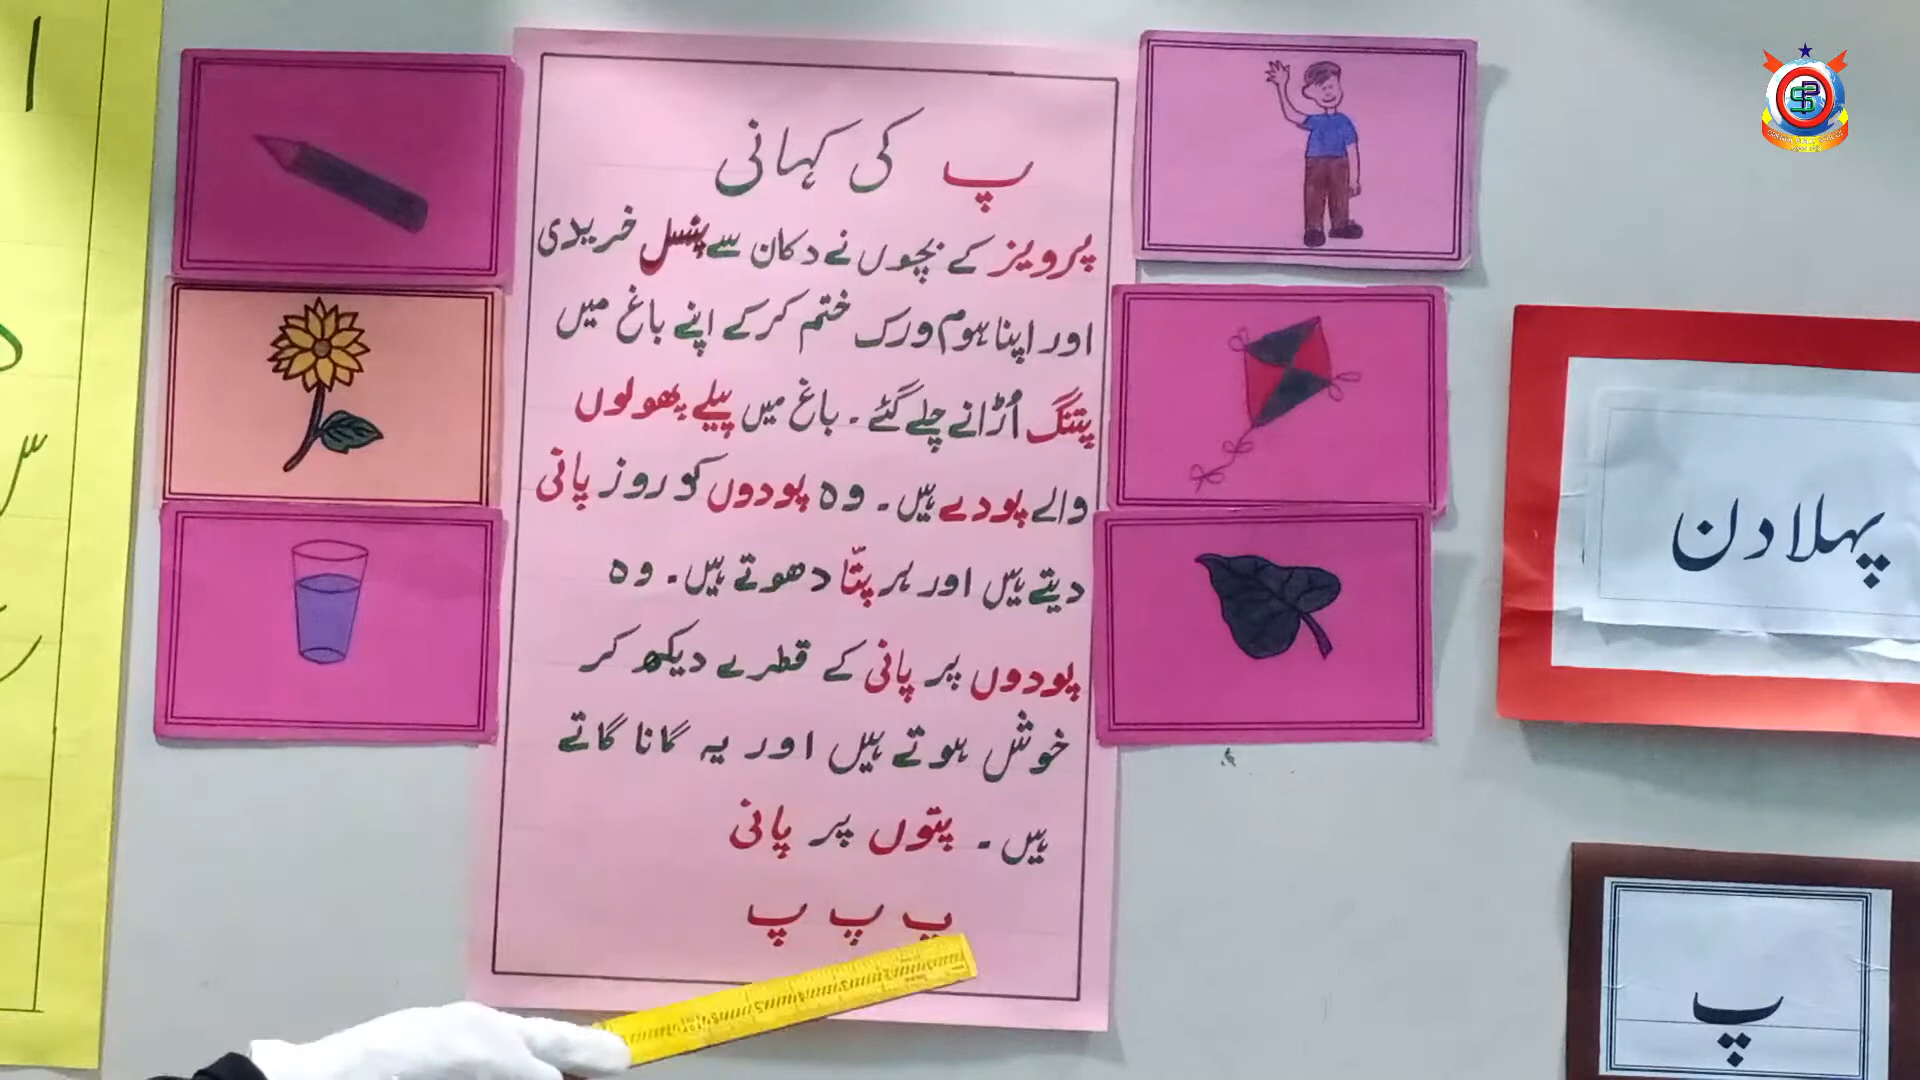 پ کی کہانی
پرویز کے بچوں نے دکان سے پنسل خریدی
اور اپنا ہوم ورک ختم کرکے اپنے باغ میں
پتنگ اُڑانے چلے گئے۔ باغ میں پیلے پھولوں
والے پودے ہیں۔ وہ پودوں کو روز پانی
دیتے ہیں اور ہر پتّا دھوتے ہیں۔ وہ
پودوں پر پانی کے قطرے دیکھ کر
خوش ہوتے ہیں اور یہ گانا گاتے
ہیں۔ پتوں پر پانی
پ پ پ
پہلا دن
پ